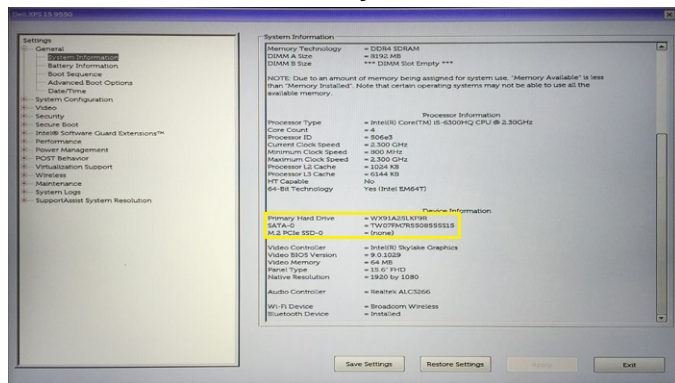 Dell XPS 15 9550
Settings
General
System Information
Battery Information
Boot Sequence
Advanced Boot Options
Date/Time
System Configuration
Video
Security
Secure Boot
Intel® Software Guard Extensions™
Performance
Power Management
POST Behavior
Virtualization Support
Wireless
Maintenance
System Logs
SupportAssist System Resolution
System Information
Memory Technology = DDR4 SDRAM
DIMM A Size = 8192 MB
DIMM B Size *** DIMM Slot Empty ***
NOTE: Due to an amount of memory being assigned for system use, "Memory Available" is less
than "Memory Installed". Note that certain operating systems may not be able to use all the
available memory.
Processor Information
Processor Type = Intel(R) Core(TM) i5-6300HQ CPU @ 2.30GHz
Core Count = 4
Processor ID = 506e3
Current Clock Speed = 2.300 GHz
Minimum Clock Speed = 800 MHz
Maximum Clock Speed = 2.300 GHz
Processor L2 Cache = 1024 KB
Processor L3 Cache = 6144 KB
HT Capable No
64-Bit Technology Yes (Intel EM64T)
Device Information
Primary Hard Drive =
SATA-0 =
M.2 PCIe SSD-0 = (none)
Video Controller = Intel(R) Skylake Graphics
Video BIOS Version = 9.0.1029
Video Memory = 64 MB
Panel Type = 15.6" FHD
Native Resolution = 1920 by 1080
Audio Controller = Realtek ALC3266
Wi-Fi Device = Broadcom Wireless
Bluetooth Device = Installed
Save Settings
Restore Settings
Apply
Exit